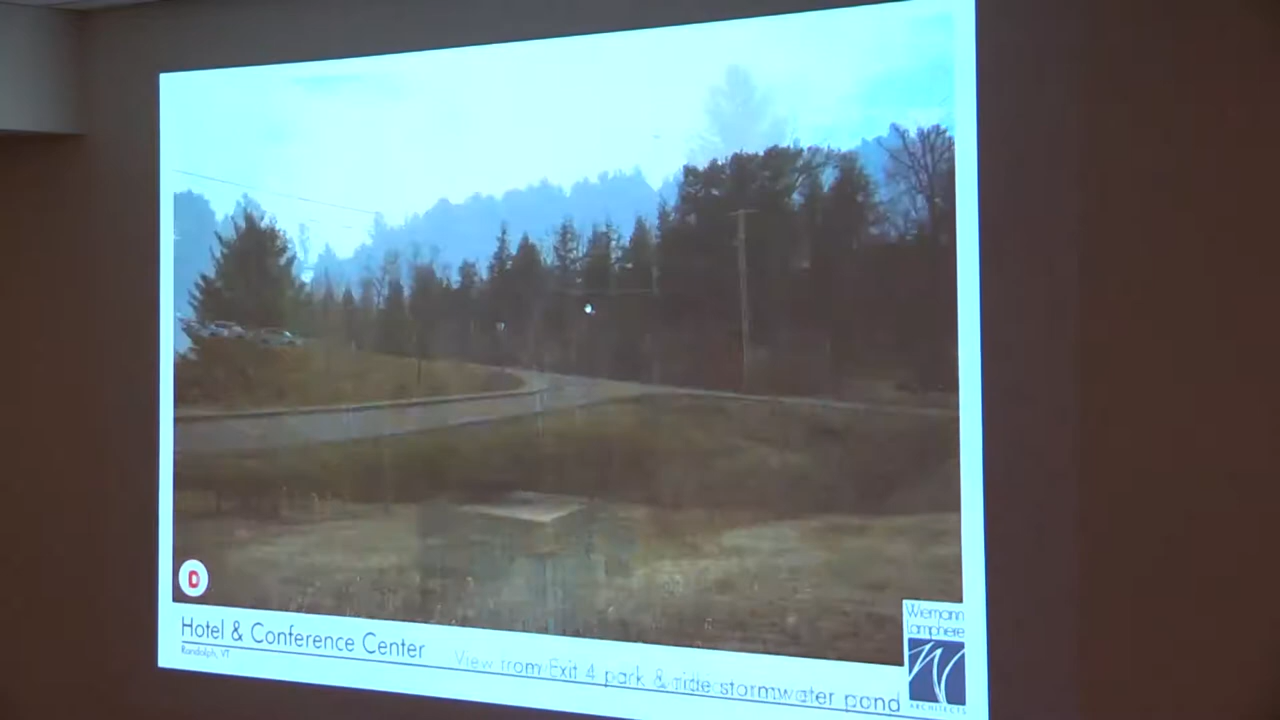 D
Hotel & Conference Center
Randolph, VT
View from Exit 4 park & ride stormwater pond
Wiemann
Lamphere
ARCHITECTS